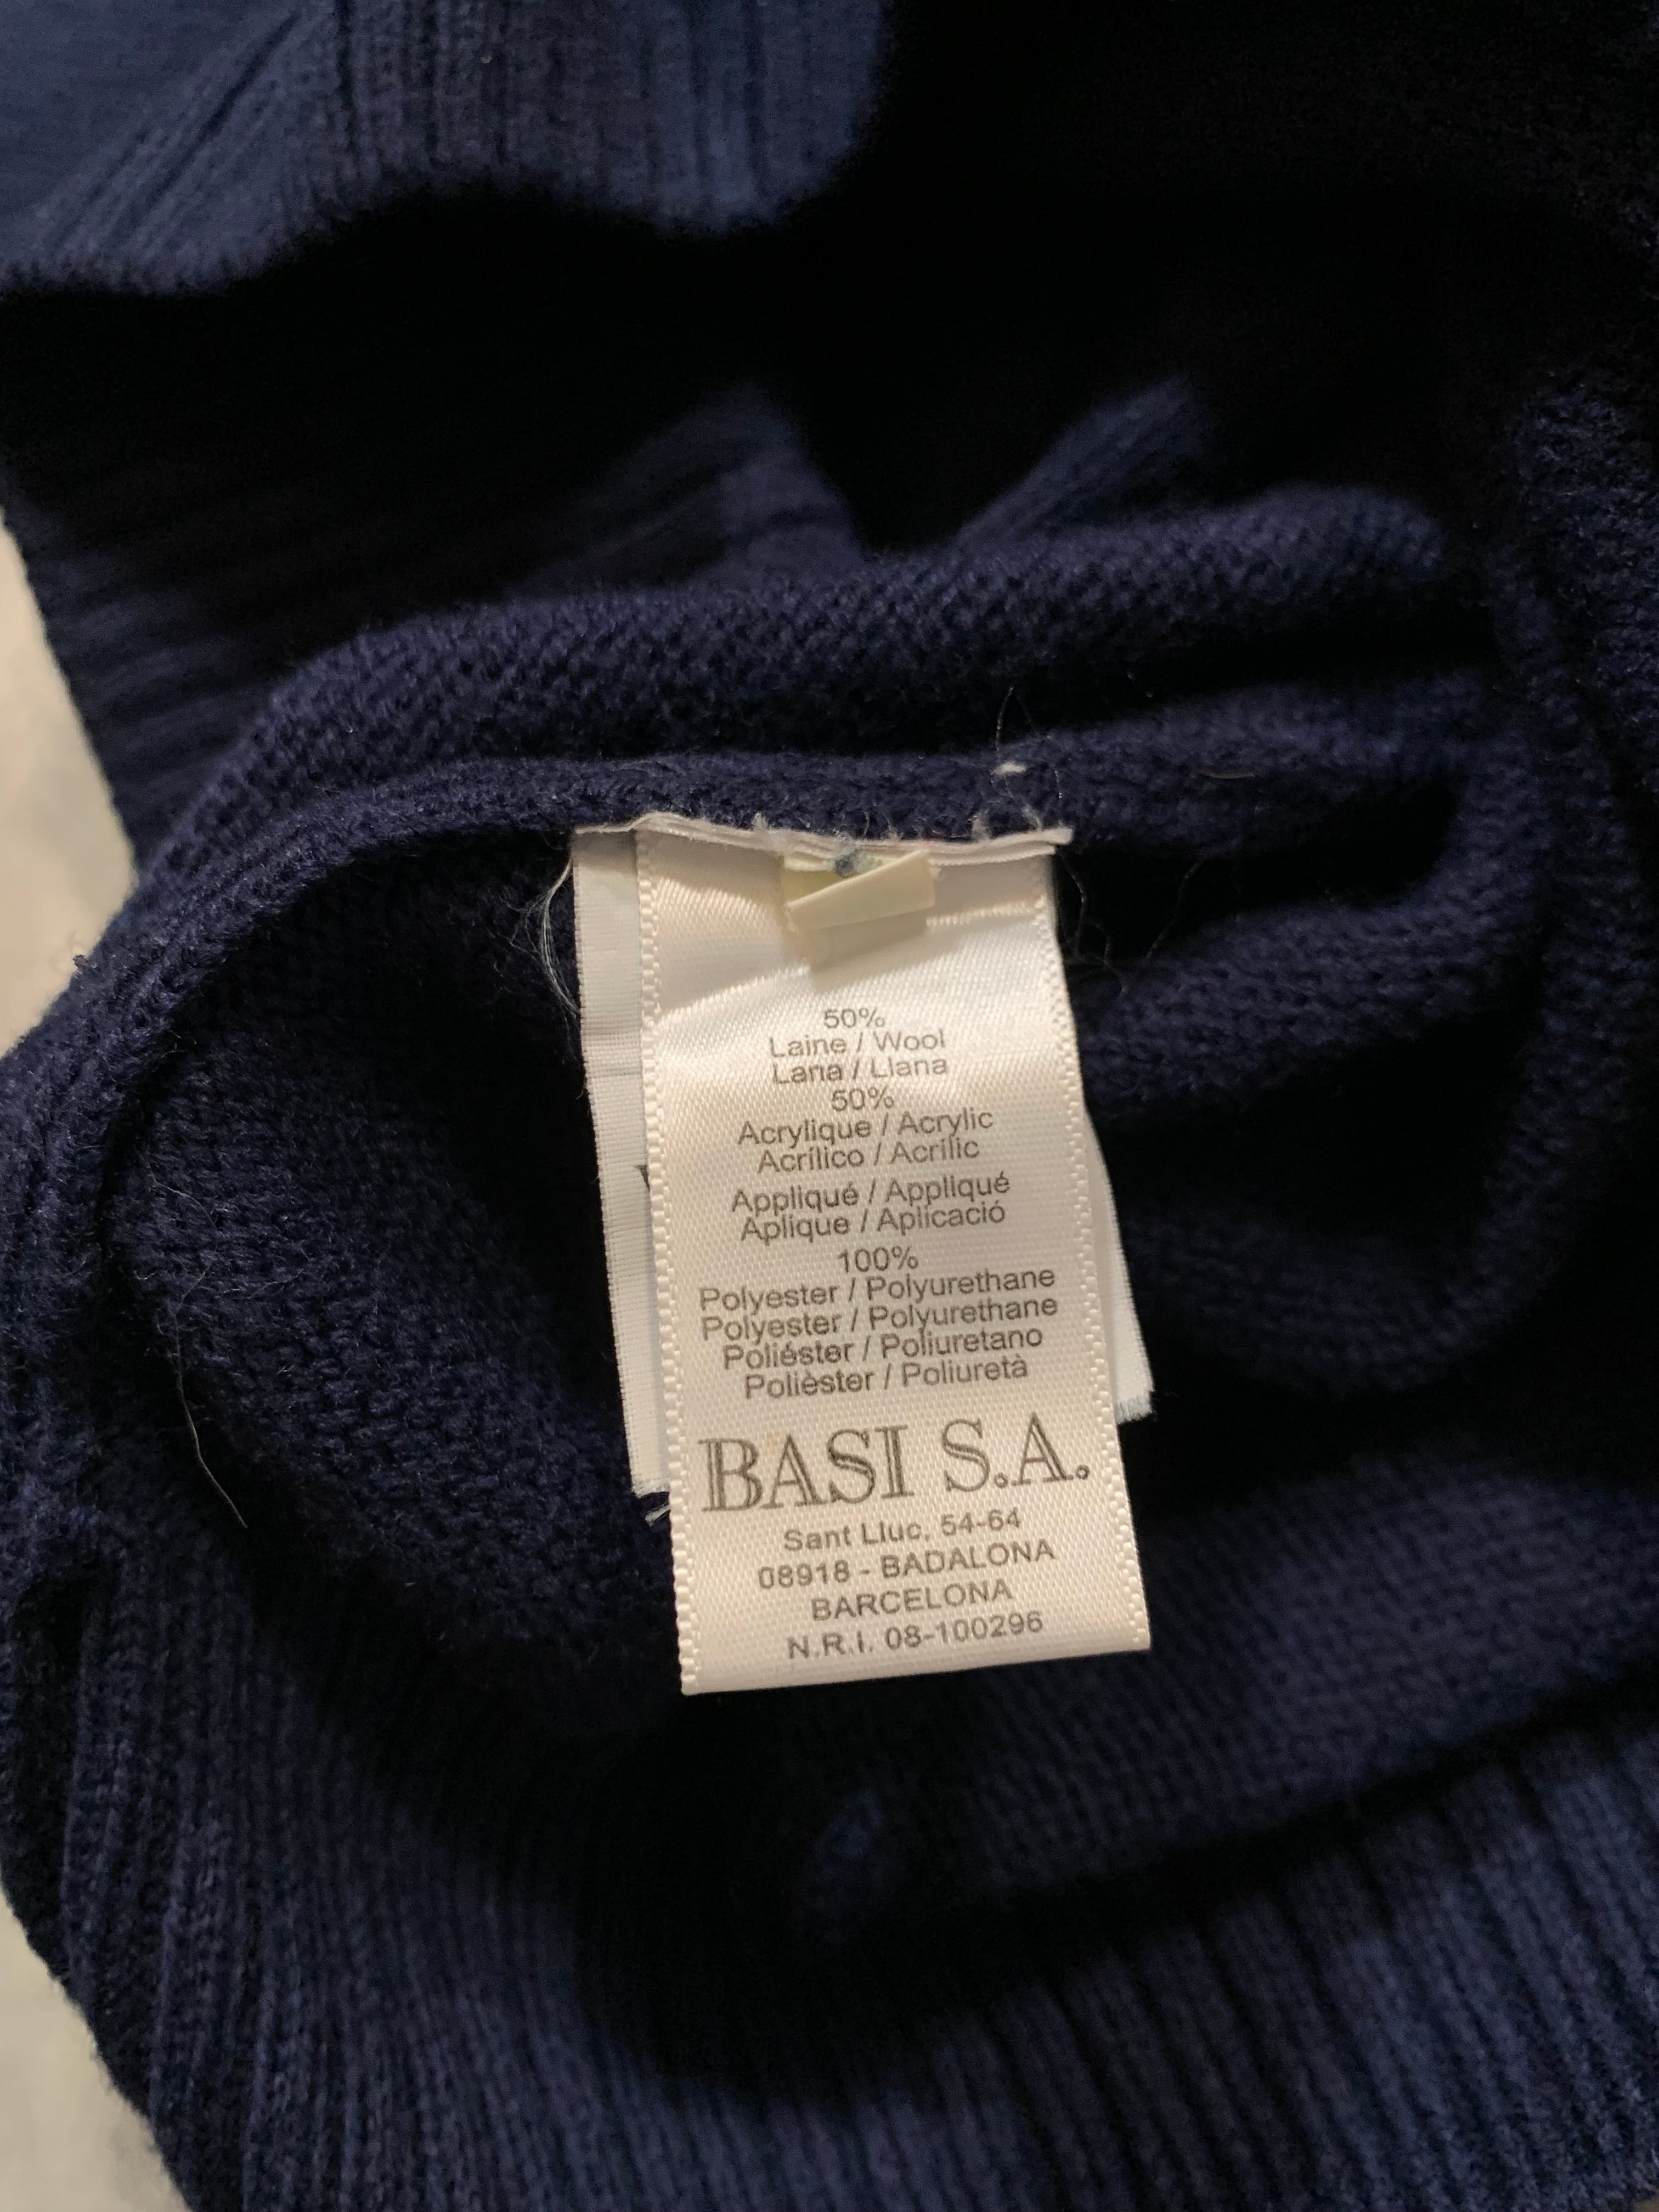 50%
Laine / Wool
Lana / Llana
50%
Acrylique / Acrylic
Acrílico / Acrílic
Appliqué / Appliqué
Aplique / Aplicació
100%
Polyester / Polyurethane
Polyester / Polyurethane
Poliéster / Poliuretano
Polièster / Poliuretà
BASI S.A.
Sant Lluc, 54-64
08918 - BADALONA
BARCELONA
N.R.I. 08-100296